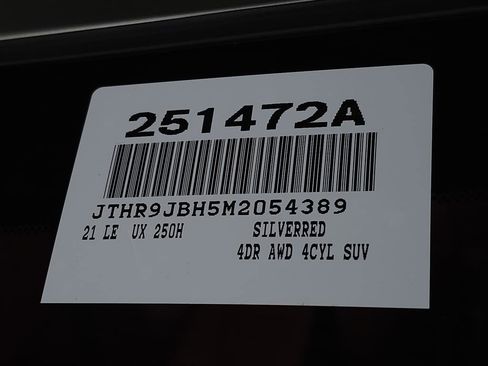 251472A
JTHR9JBH5M2054389
21 LE UX 250H SILVERRED
4DR AWD 4CYL SUV